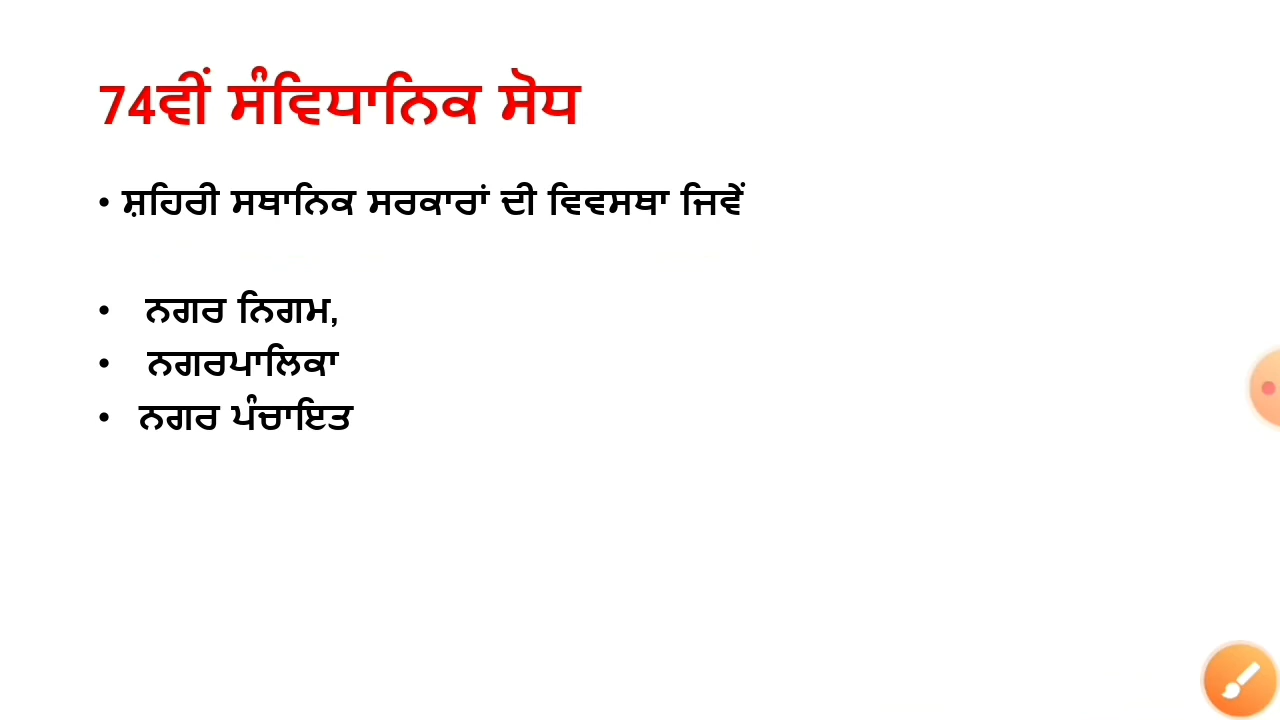 74ਵੀਂ ਸੰਵਿਧਾਨਿਕ ਸੋਧ
• ਸ਼ਹਿਰੀ ਸਥਾਨਿਕ ਸਰਕਾਰਾਂ ਦੀ ਵਿਵਸਥਾ ਜਿਵੇਂ
• ਨਗਰ ਨਿਗਮ,
• ਨਗਰਪਾਲਿਕਾ
• ਨਗਰ ਪੰਚਾਇਤ